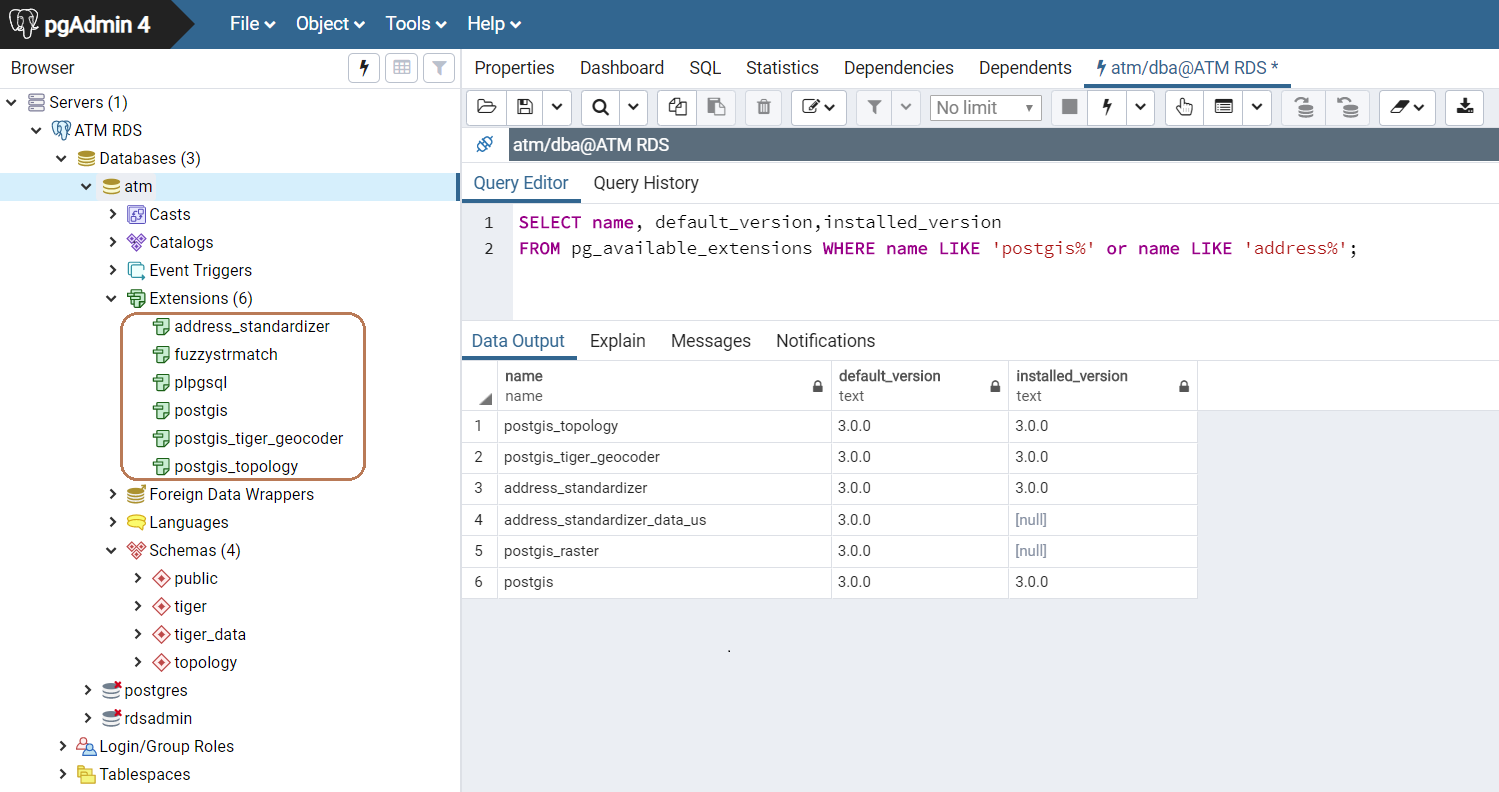 pgAdmin 4
File Object Tools Help
Browser
Properties Dashboard SQL Statistics Dependencies Dependents atm/dba@ATM RDS *
Servers (1)
ATM RDS
Databases (3)
atm
Casts
Catalogs
Event Triggers
Extensions (6)
address_standardizer
fuzzystrmatch
plpgsql
postgis
postgis_tiger_geocoder
postgis_topology
Foreign Data Wrappers
Languages
Schemas (4)
public
tiger
tiger_data
topology
postgres
rdsadmin
Login/Group Roles
Tablespaces
No limit
atm/dba@ATM RDS
Query Editor Query History
1 SELECT name, default_version,installed_version
2 FROM pg_available_extensions WHERE name LIKE 'postgis%' or name LIKE 'address%';
Data Output Explain Messages Notifications
name default_version installed_version
name text text
1 postgis_topology 3.0.0 3.0.0
2 postgis_tiger_geocoder 3.0.0 3.0.0
3 address_standardizer 3.0.0 3.0.0
4 address_standardizer_data_us 3.0.0 [null]
5 postgis_raster 3.0.0 [null]
6 postgis 3.0.0 3.0.0